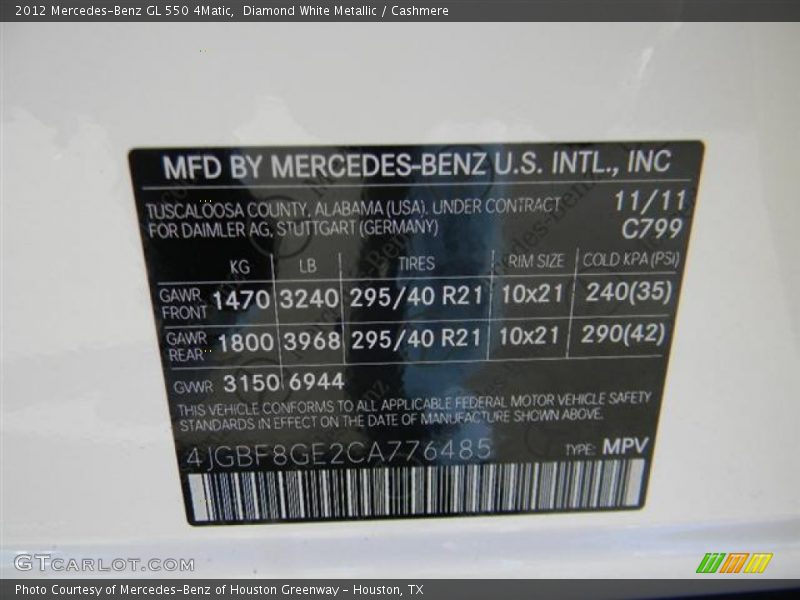 2012 Mercedes-Benz GL 550 4Matic,  Diamond White Metallic / Cashmere
MFD BY MERCEDES-BENZ U.S. INTL., INC
TUSCALOOSA COUNTY, ALABAMA (USA), UNDER CONTRACT 11/11
FOR DAIMLER AG, STUTTGART (GERMANY) C799
KG LB TIRES RIM SIZE COLD KPA (PSI)
GAWR FRONT 1470 3240 295/40 R21 10x21 240(35)
GAWR REAR 1800 3968 295/40 R21 10x21 290(42)
GVWR 3150 6944
THIS VEHICLE CONFORMS TO ALL APPLICABLE FEDERAL MOTOR VEHICLE SAFETY
STANDARDS IN EFFECT ON THE DATE OF MANUFACTURE SHOWN ABOVE.
4JGBF8GE2CA776485 TYPE: MPV
GTCARLOT.COM
Photo Courtesy of Mercedes-Benz of Houston Greenway - Houston, TX